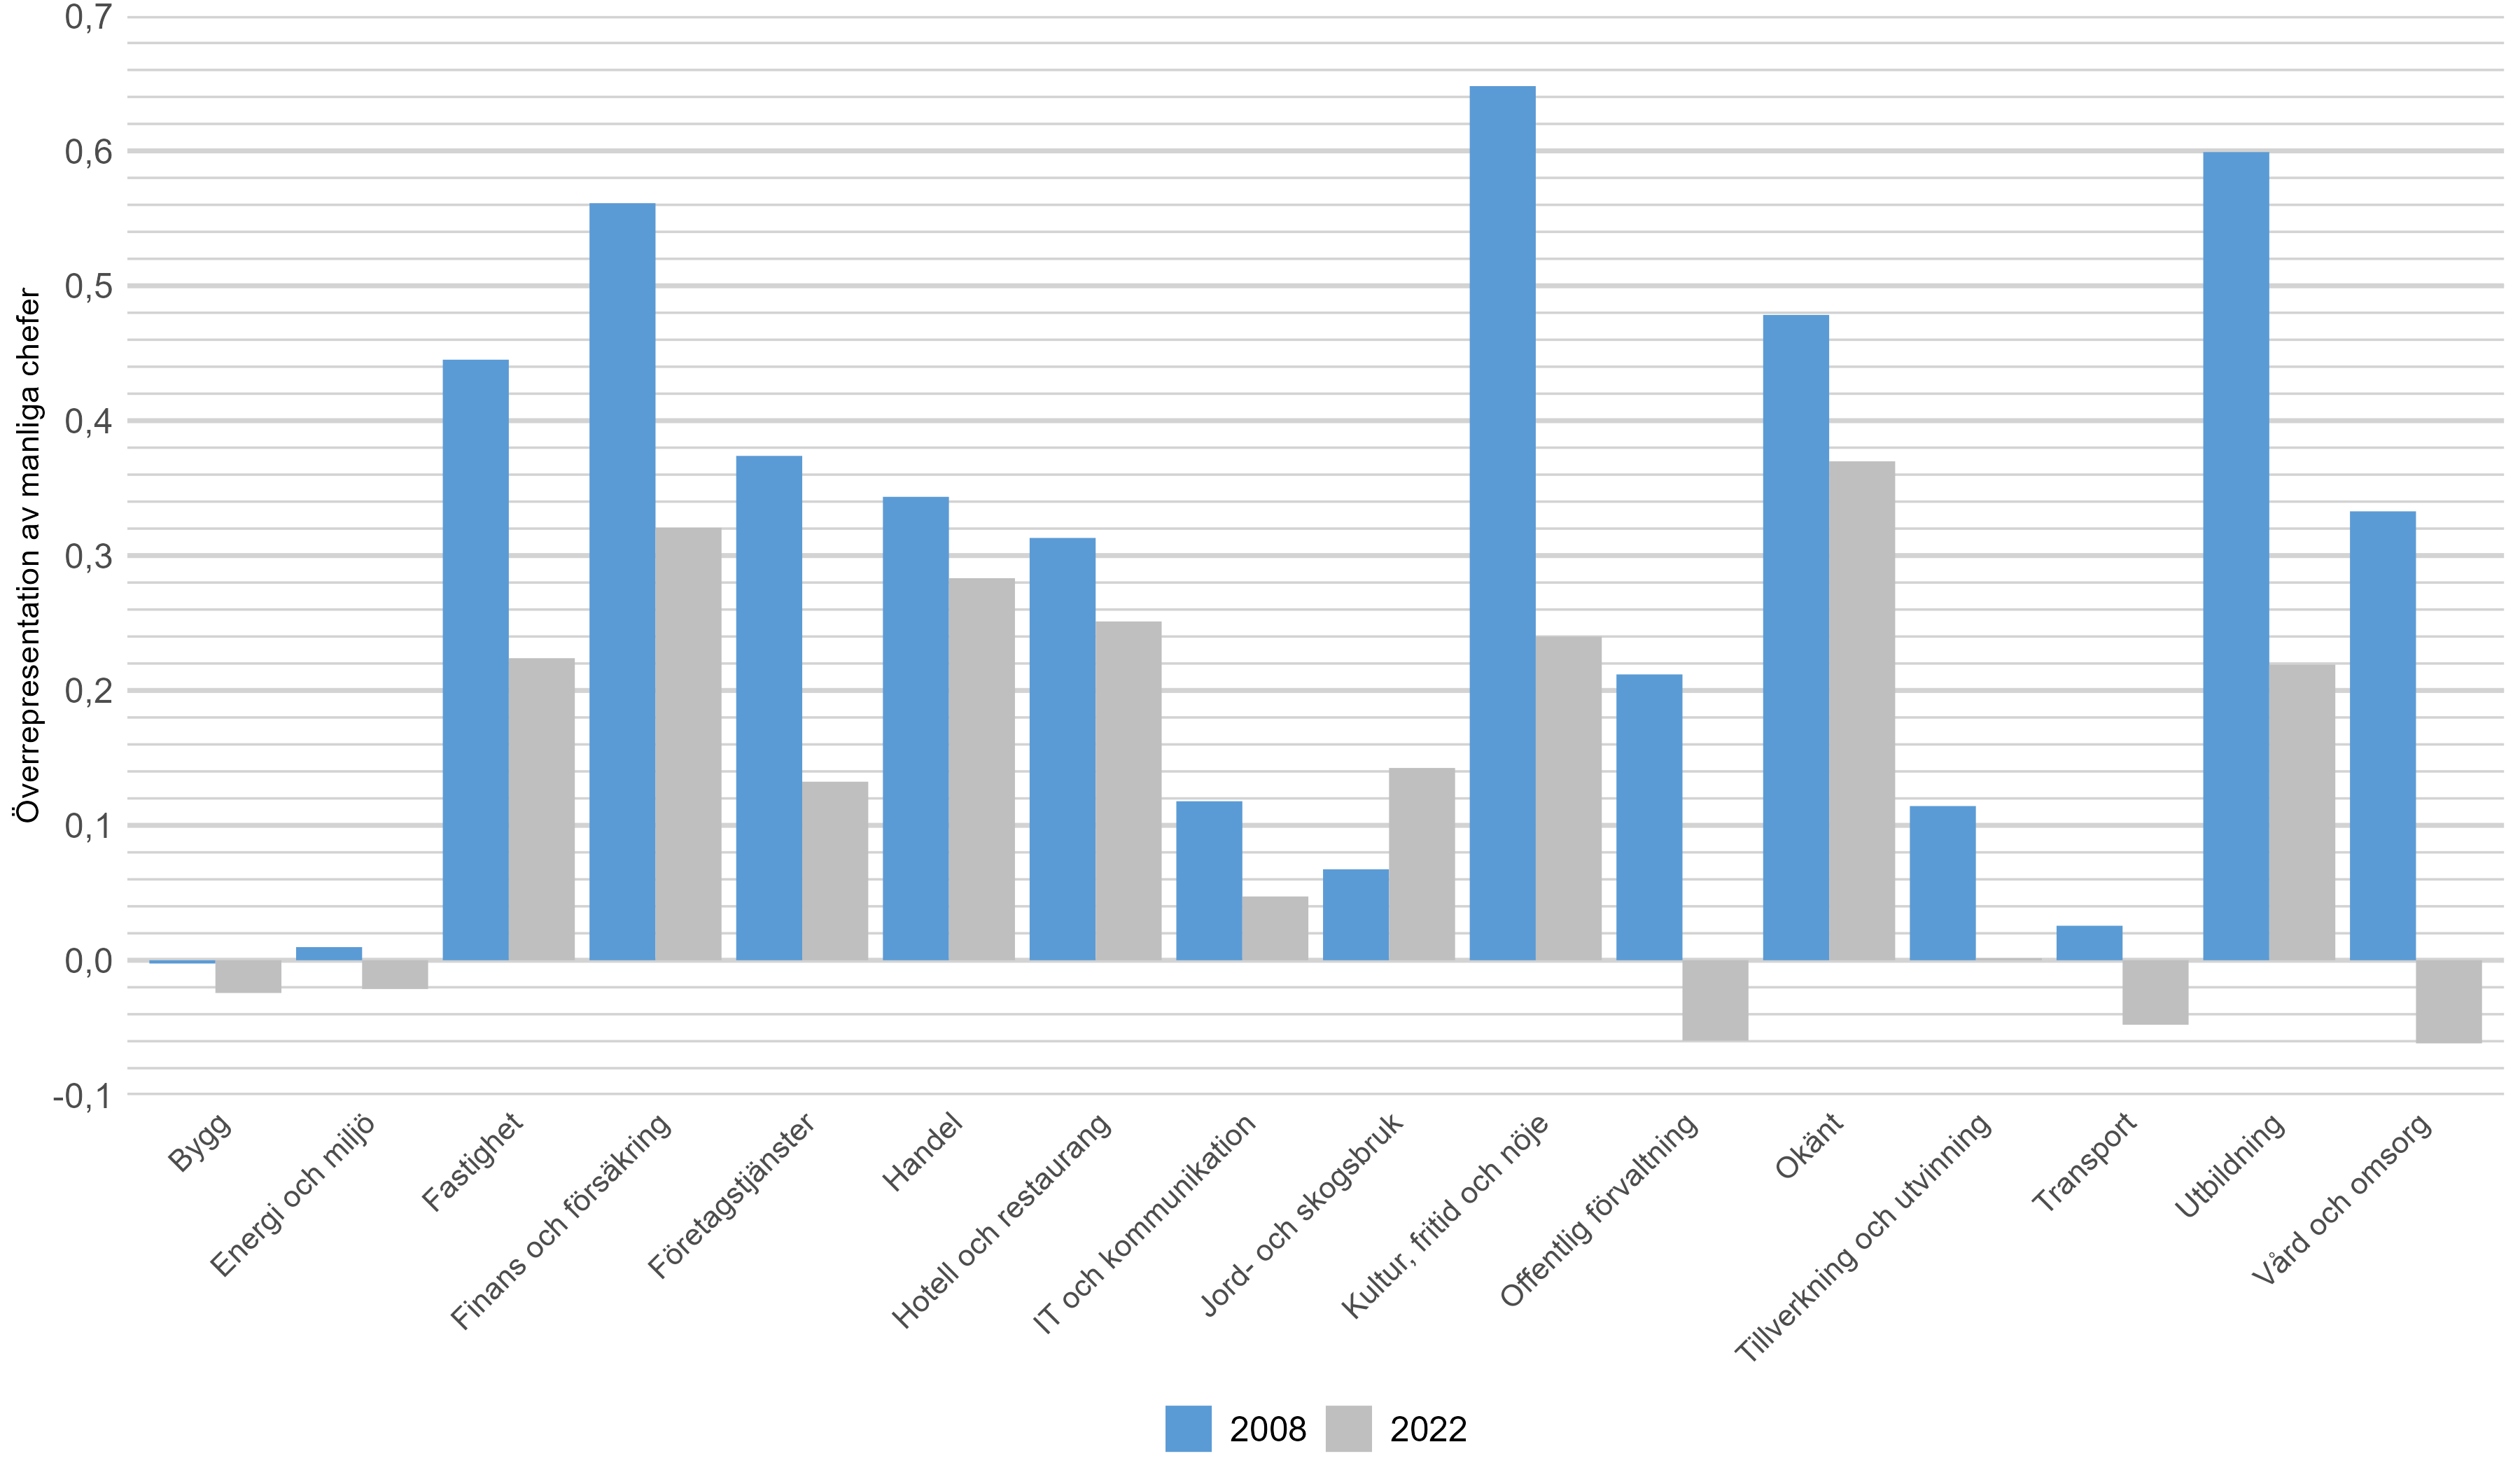 Överrepresentation av manliga chefer
0,7
0,6
0,5
0,4
0,3
0,2
0,1
0,0
-0,1
Bygg
Energi och miljö
Fastighet
Finans och försäkring
Företagstjänster
Handel
Hotell och restaurang
IT och kommunikation
Jord- och skogsbruk
Kultur, fritid och nöje
Offentlig förvaltning
Okänt
Tillverkning och utvinning
Transport
Utbildning
Vård och omsorg
2008
2022